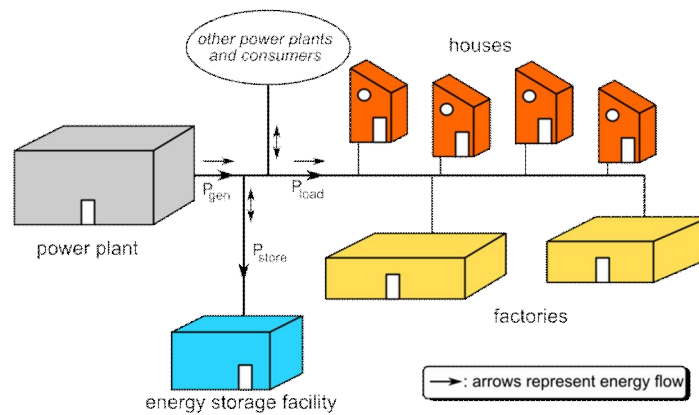 other power plants
and consumers
houses
P_gen
P_load
power plant
P_store
factories
energy storage facility
: arrows represent energy flow